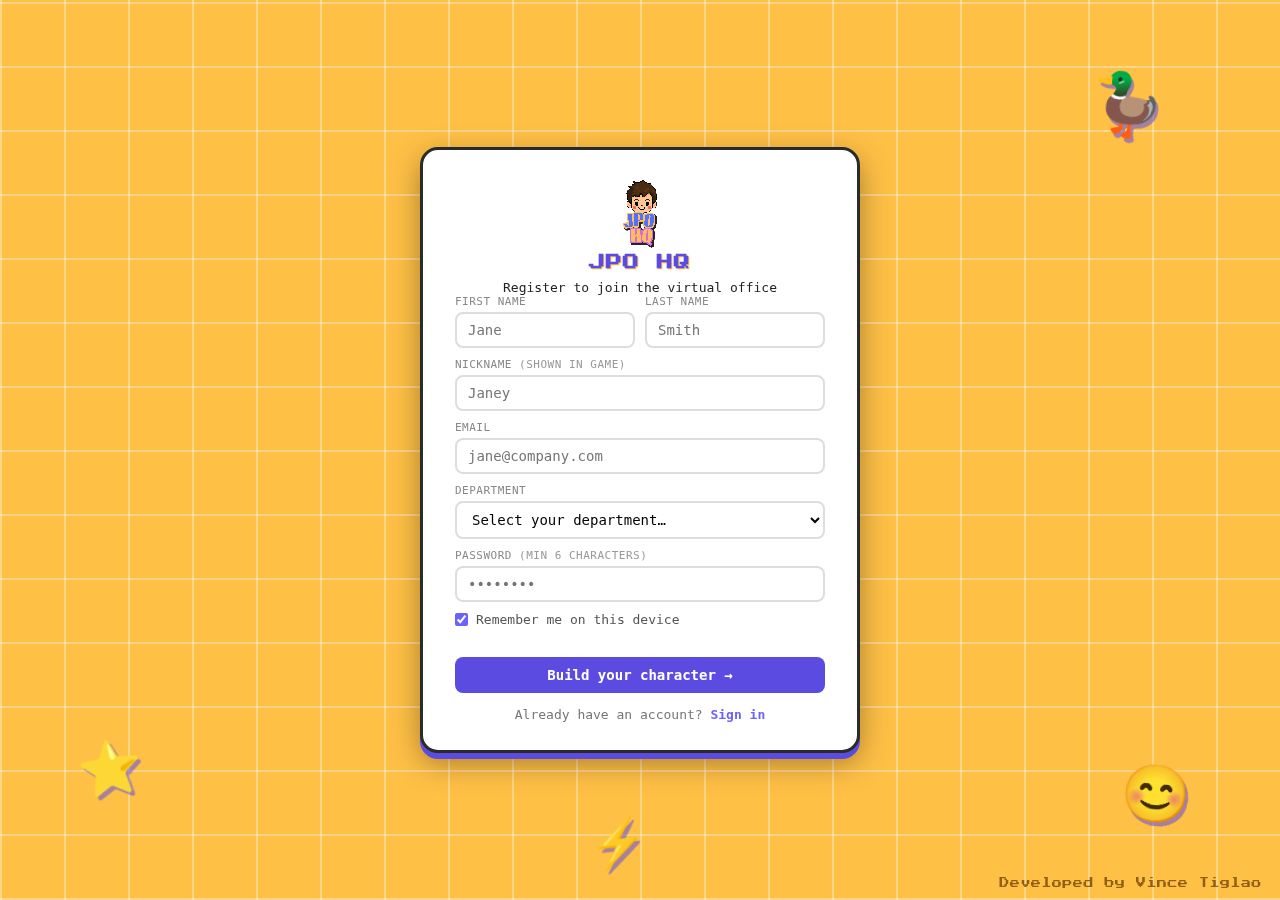 JPO
HQ
JPO HQ
Register to join the virtual office
FIRST NAME LAST NAME
Jane Smith
NICKNAME (SHOWN IN GAME)
Janey
EMAIL
jane@company.com
DEPARTMENT
Select your department…
PASSWORD (MIN 6 CHARACTERS)
••••••••
Remember me on this device
Build your character →
Already have an account? Sign in
Developed by Vince Tiglao